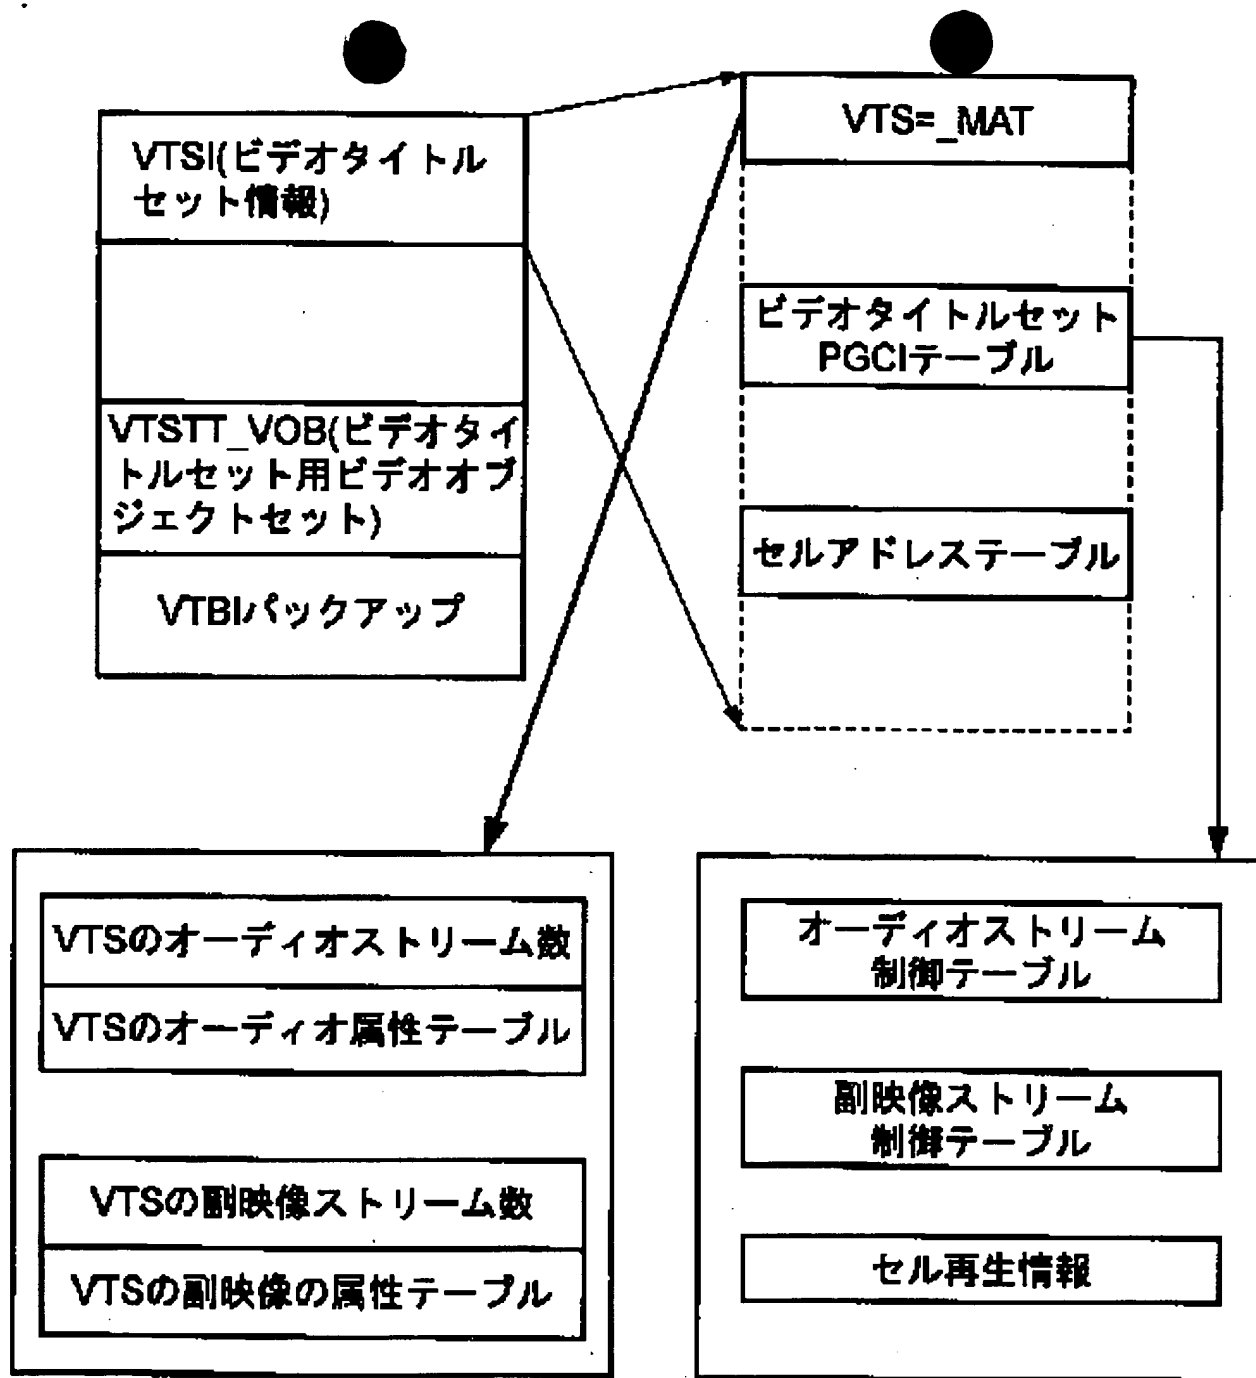 VTSI(ビデオタイトル
セット情報)
VTSTT_VOB(ビデオタイ
トルセット用ビデオオブ
ジェクトセット)
VTBIバックアップ
VTS=_MAT
ビデオタイトルセット
PGCIテーブル
セルアドレステーブル
VTSのオーディオストリーム数
VTSのオーディオ属性テーブル
VTSの副映像ストリーム数
VTSの副映像の属性テーブル
オーディオストリーム
制御テーブル
副映像ストリーム
制御テーブル
セル再生情報